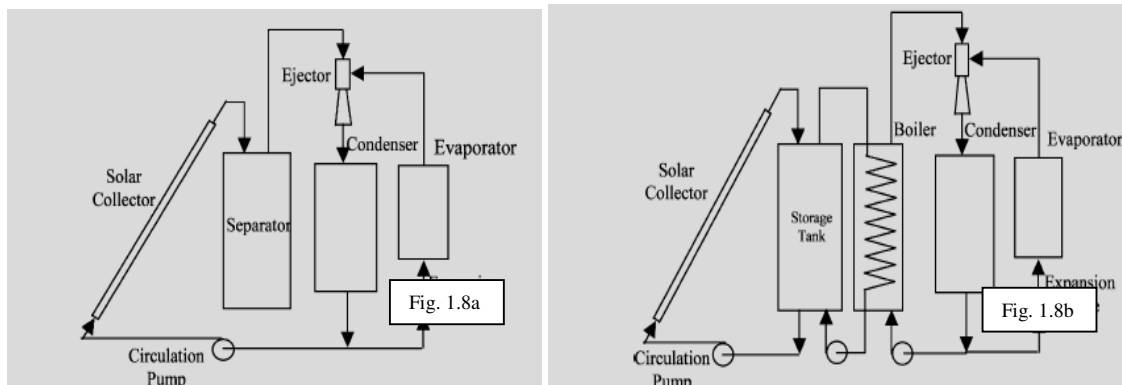 Ejector
Condenser
Evaporator
Solar
Collector
Separator
Fig. 1.8a
Circulation
Pump
Ejector
Boiler
Condenser
Evaporator
Solar
Collector
Storage
Tank
Expansion
Fig. 1.8b
Circulation
Pump